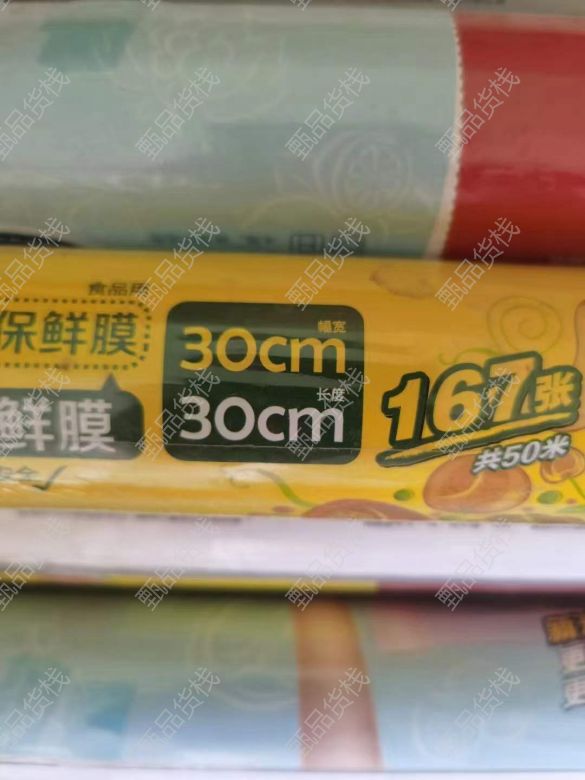 食品用
保鲜膜
幅宽
30cm
长度
30cm
鲜膜
167张
共50米
甄品货栈